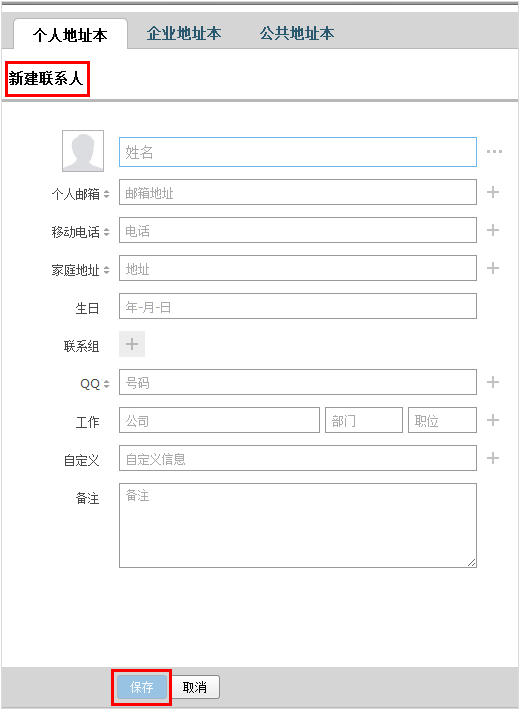 个人地址本 企业地址本 公共地址本
新建联系人
姓名
个人邮箱 邮箱地址
移动电话 电话
家庭地址 地址
生日 年-月-日
联系组
QQ 号码
工作 公司 部门 职位
自定义 自定义信息
备注 备注
保存 取消